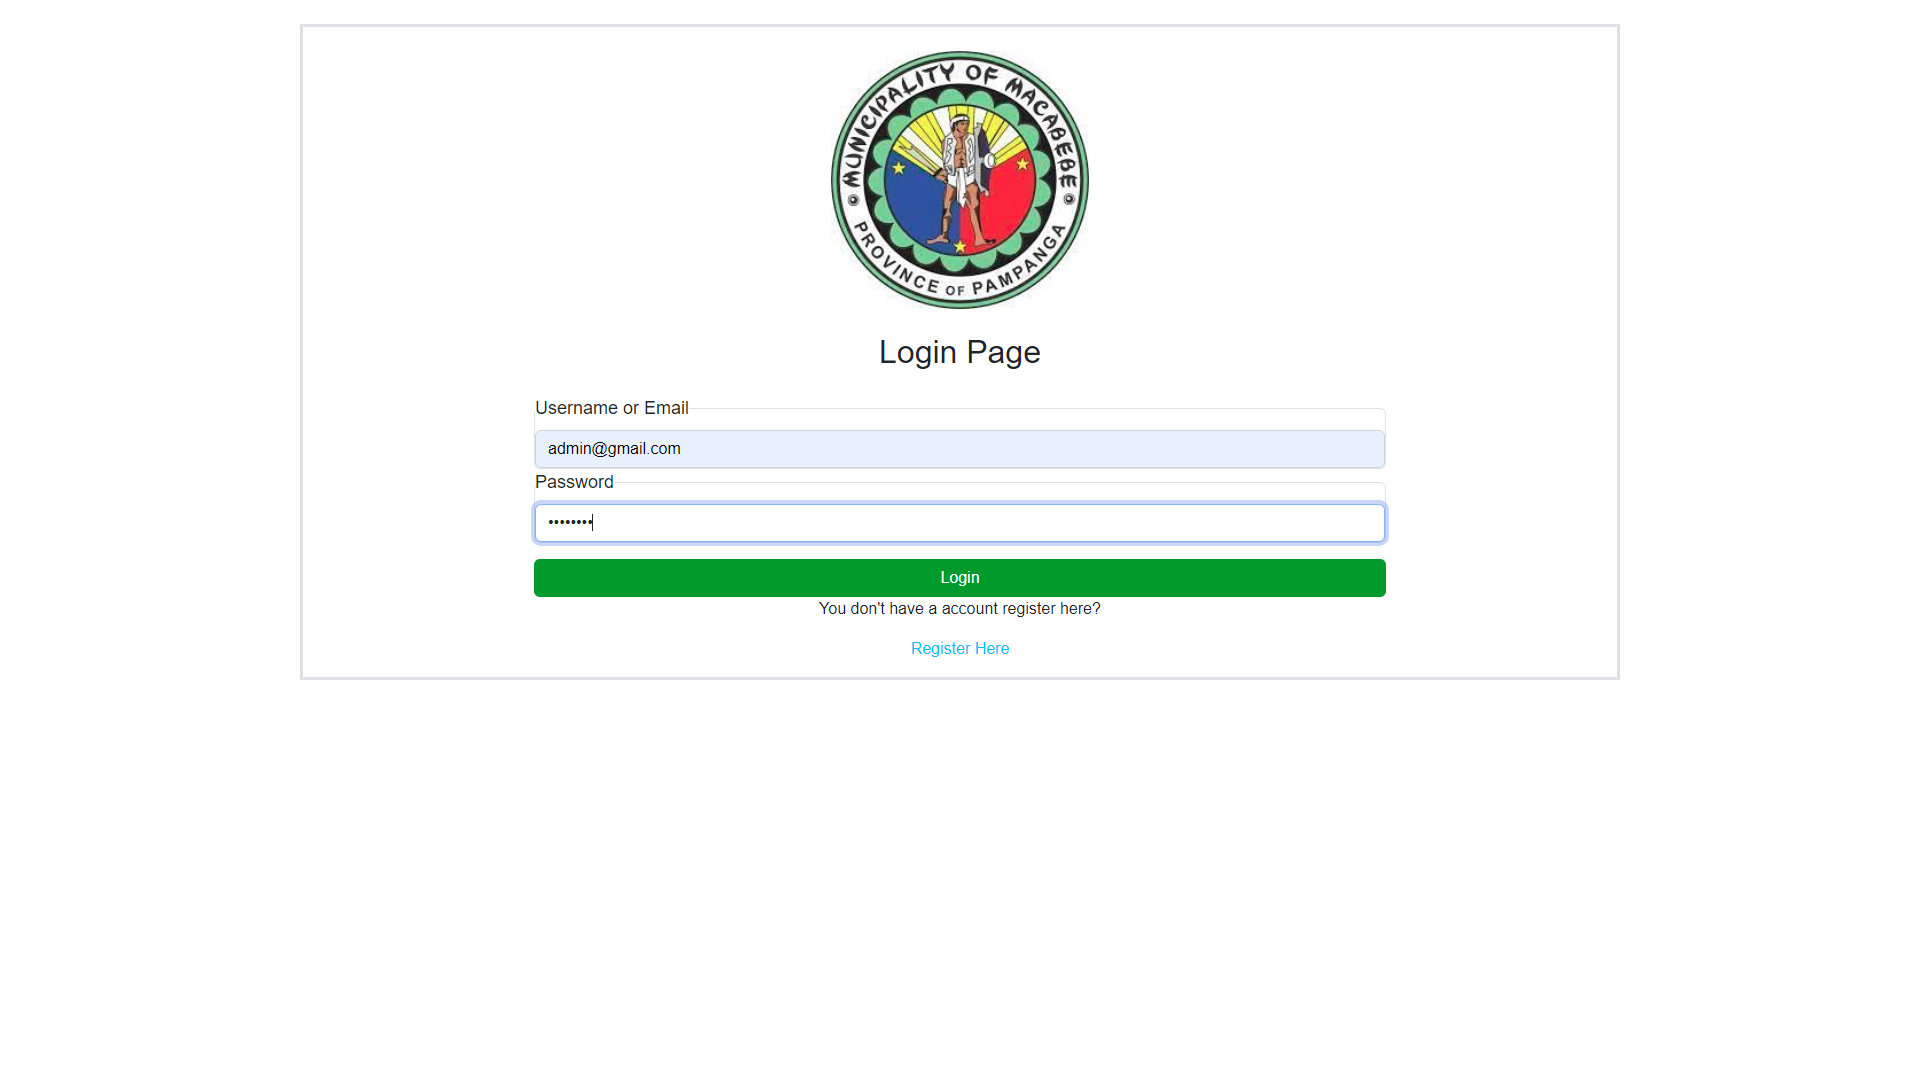 MUNICIPALITY OF MACABEBE
PROVINCE OF PAMPANGA
Login Page
Username or Email
admin@gmail.com
Password
••••••••
Login
You don't have a account register here?
Register Here